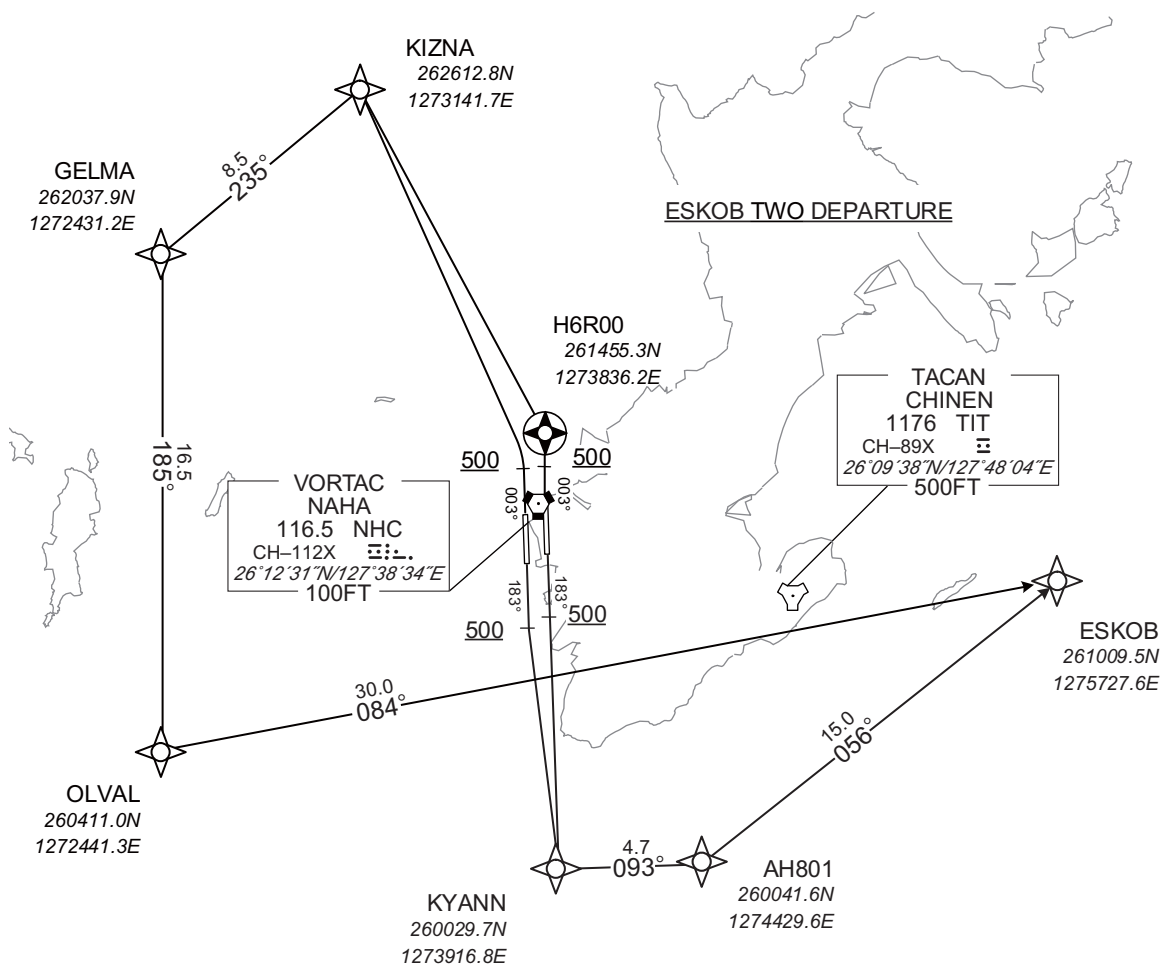 KIZNA
262612.8N
1273141.7E
GELMA
262037.9N
1272431.2E
8.5
235°
ESKOB TWO DEPARTURE
H6R00
261455.3N
1273836.2E
TACAN
CHINEN
1176 TIT
CH–89X
26°09′38″N/127°48′04″E
500FT
16.5
185°
500
500
003°
003°
VORTAC
NAHA
116.5 NHC
CH–112X
26°12′31″N/127°38′34″E
100FT
183°
183°
500
500
ESKOB
261009.5N
1275727.6E
30.0
084°
15.0
056°
OLVAL
260411.0N
1272441.3E
4.7
093°
KYANN
260029.7N
1273916.8E
AH801
260041.6N
1274429.6E